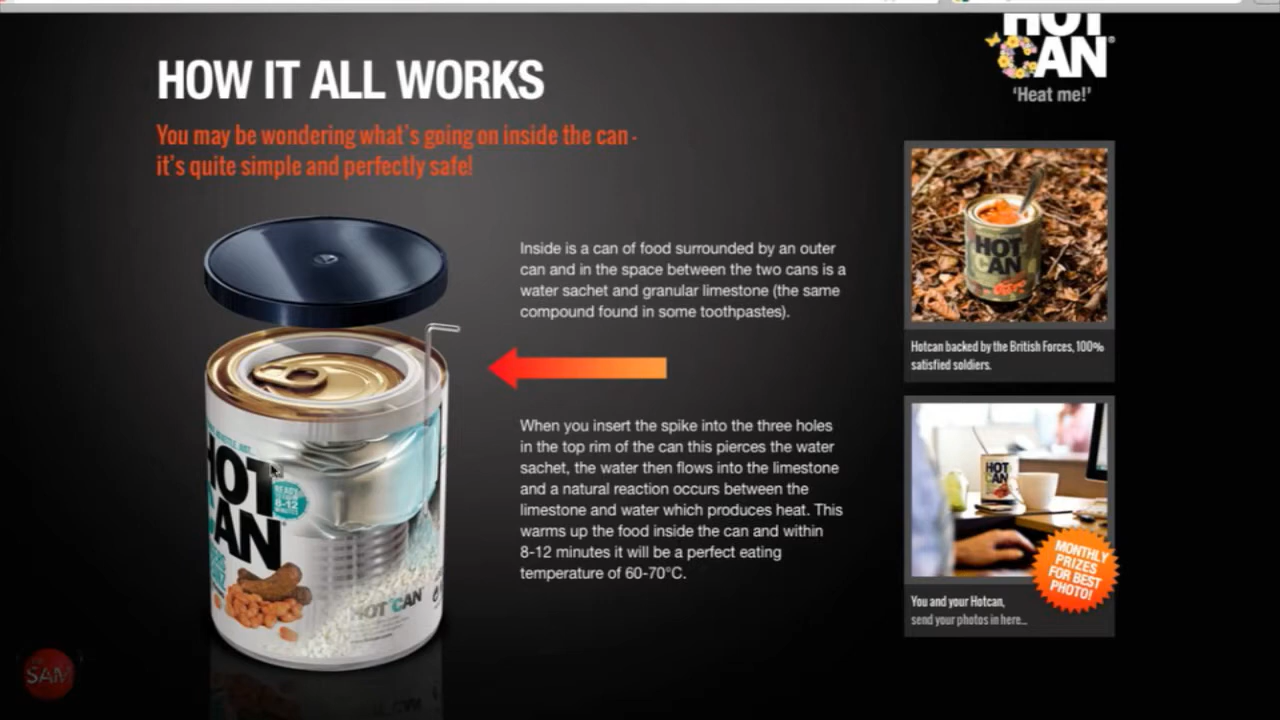 HOT
CAN®
'Heat me!'
HOW IT ALL WORKS
You may be wondering what's going on inside the can -
it's quite simple and perfectly safe!
Inside is a can of food surrounded by an outer
can and in the space between the two cans is a
water sachet and granular limestone (the same
compound found in some toothpastes).
When you insert the spike into the three holes
in the top rim of the can this pierces the water
sachet, the water then flows into the limestone
and a natural reaction occurs between the
limestone and water which produces heat. This
warms up the food inside the can and within
8-12 minutes it will be a perfect eating
temperature of 60-70°C.
HOT
CAN
READY
8-12
MINUTES
HOT CAN
HOT
CAN
Hotcan backed by the British Forces, 100%
satisfied soldiers.
HOT
CAN
MONTHLY
PRIZES
FOR BEST
PHOTO!
You and your Hotcan,
send your photos in here...
SAM